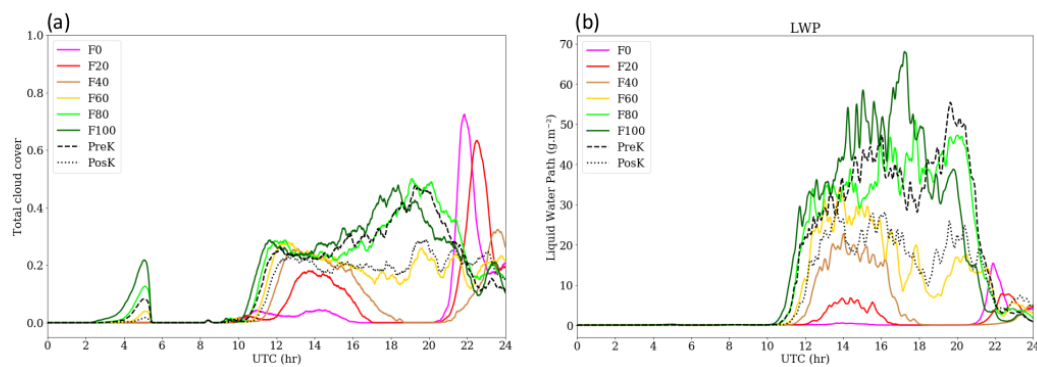 (a)
Total cloud cover
1.0
0.8
0.6
0.4
0.2
0.0
F0
F20
F40
F60
F80
F100
PreK
PosK
0 2 4 6 8 10 12 14 16 18 20 22 24
UTC (hr)
(b)
LWP
Liquid Water Path (g.m⁻²)
70
60
50
40
30
20
10
0
F0
F20
F40
F60
F80
F100
PreK
PosK
0 2 4 6 8 10 12 14 16 18 20 22 24
UTC (hr)